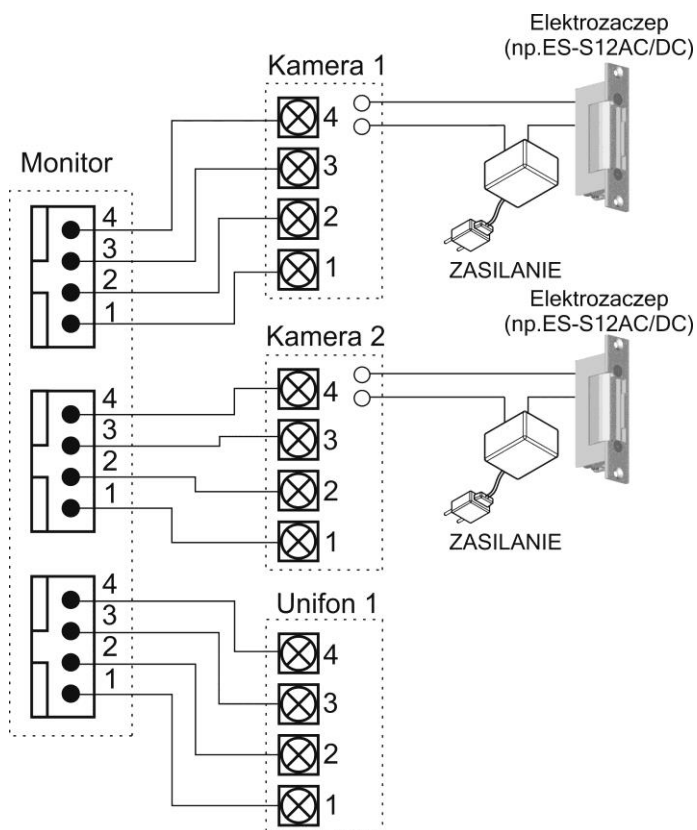 Elektrozaczep
(np.ES-S12AC/DC)
Kamera 1
4
3
2
1
ZASILANIE
Monitor
4
3
2
1
Elektrozaczep
(np.ES-S12AC/DC)
Kamera 2
4
3
2
1
ZASILANIE
4
3
2
1
Unifon 1
4
3
2
1
4
3
2
1